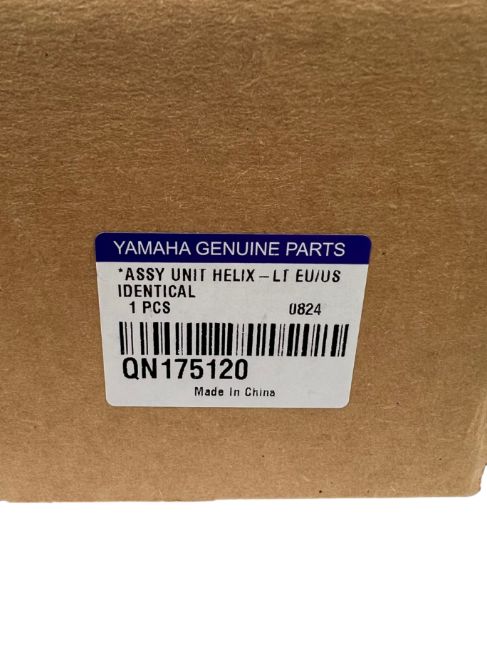 YAMAHA GENUINE PARTS
*ASSY UNIT HELIX-LT EU/US
IDENTICAL
1 PCS 0824
QN175120
Made In China